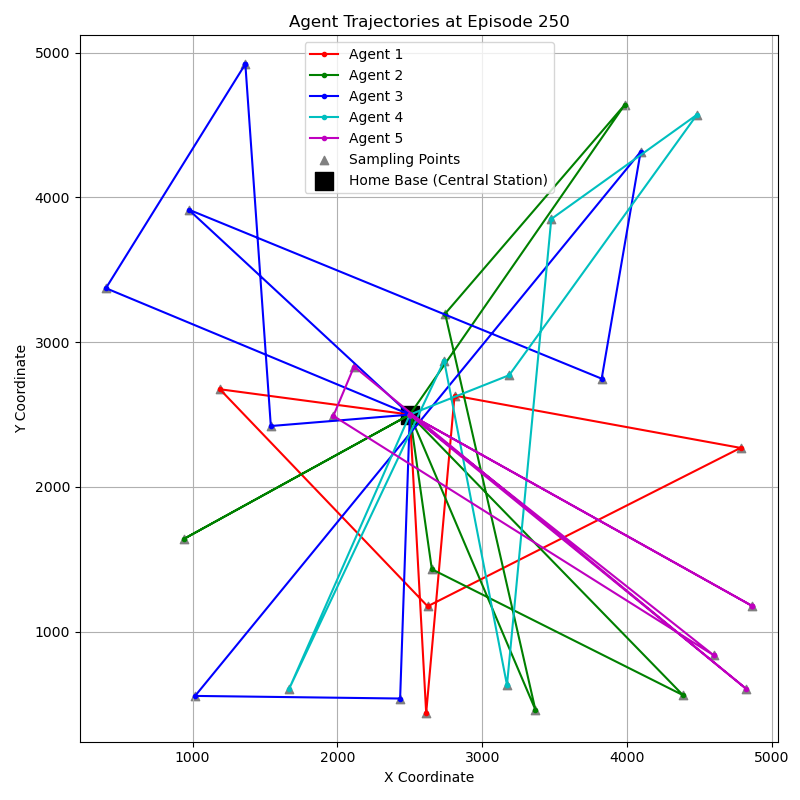 Agent Trajectories at Episode 250
Agent 1
Agent 2
Agent 3
Agent 4
Agent 5
Sampling Points
Home Base (Central Station)
Y Coordinate
5000
4000
3000
2000
1000
1000 2000 3000 4000 5000
X Coordinate